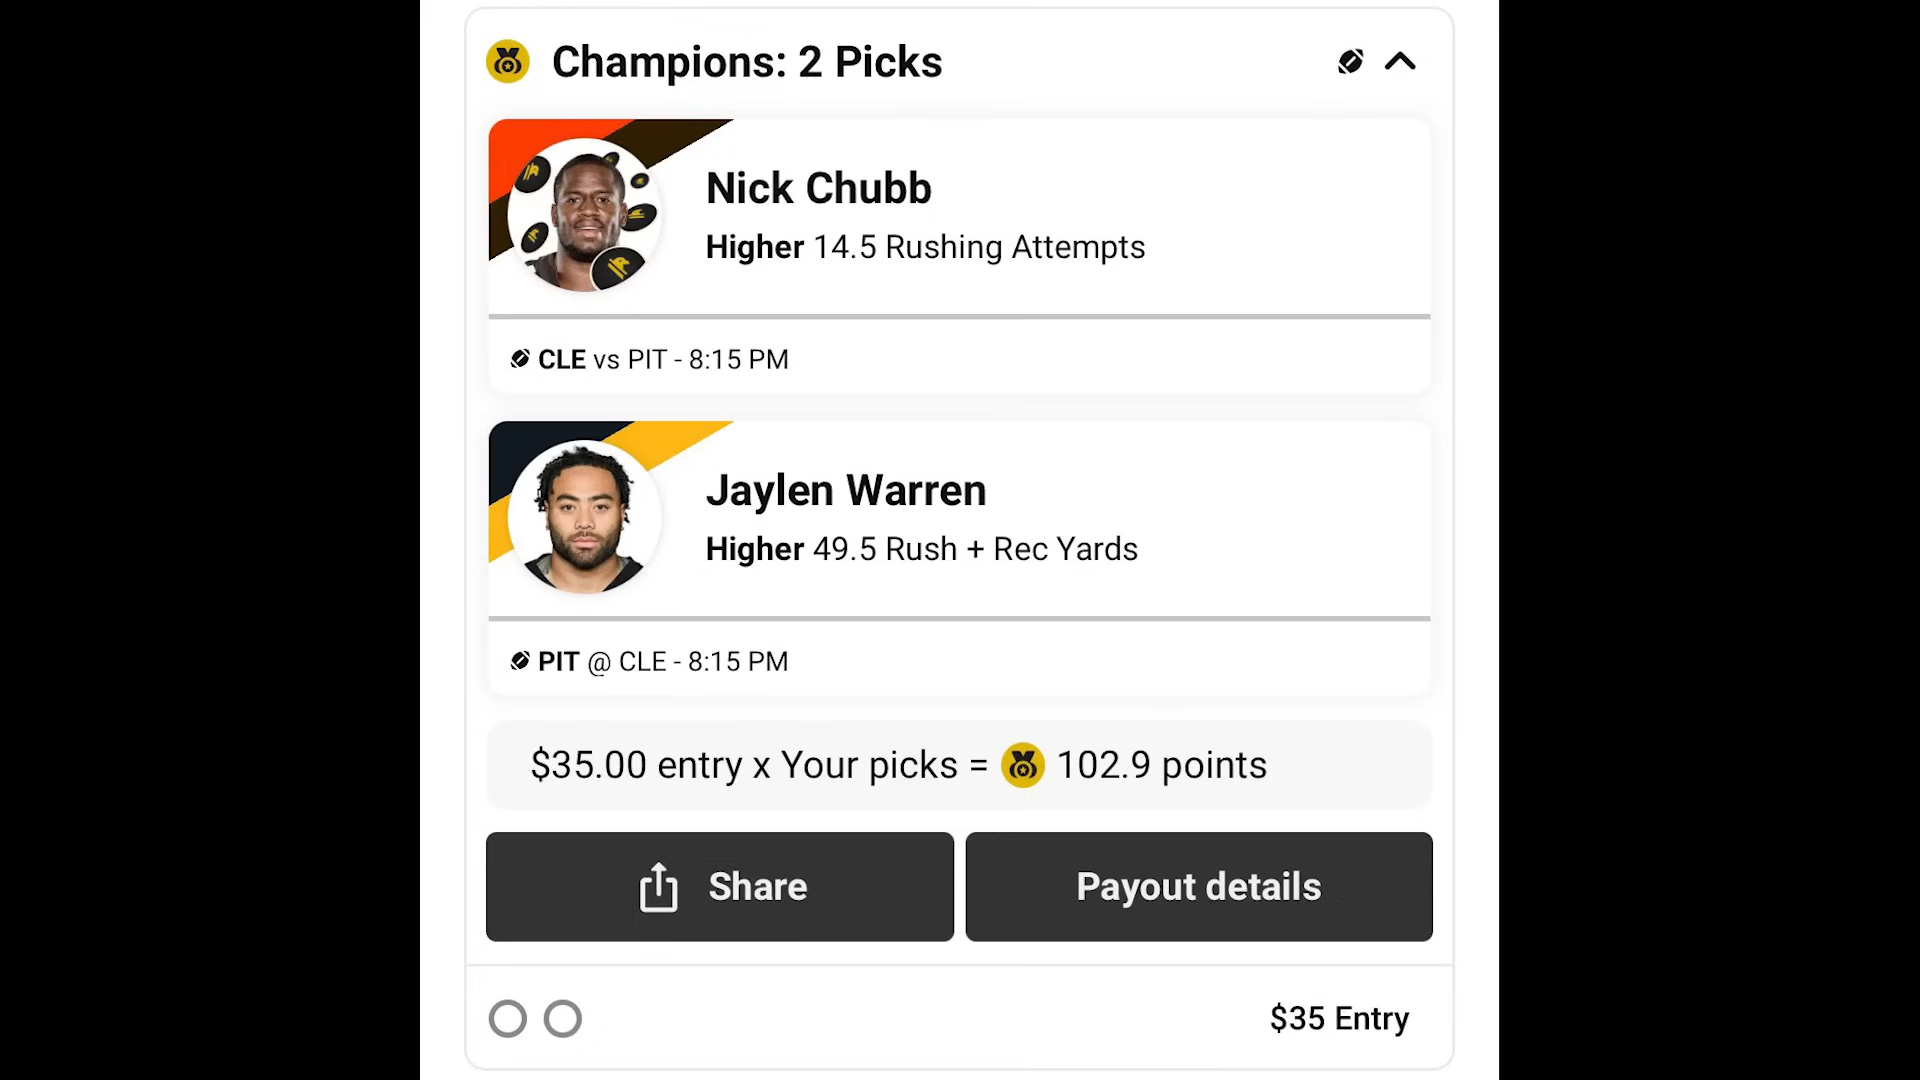 Champions: 2 Picks
Nick Chubb
Higher 14.5 Rushing Attempts
CLE vs PIT - 8:15 PM
Jaylen Warren
Higher 49.5 Rush + Rec Yards
PIT @ CLE - 8:15 PM
$35.00 entry x Your picks = 102.9 points
Share
Payout details
$35 Entry